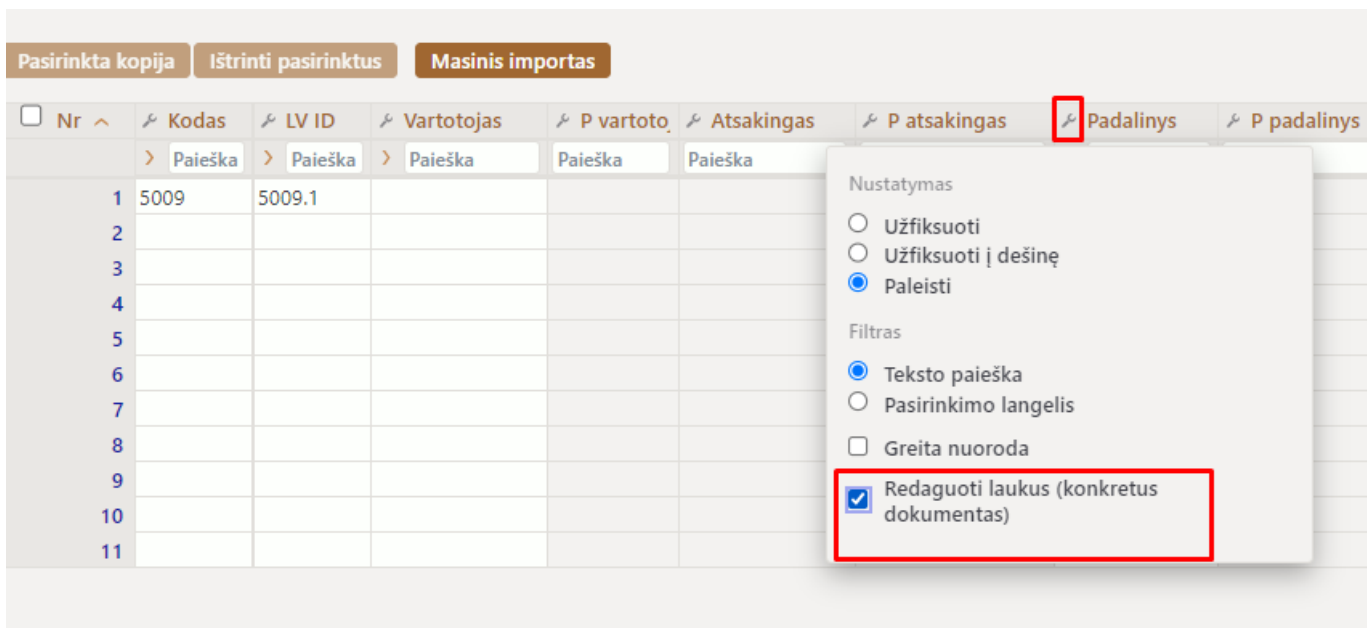 Pasirinkta kopija Ištrinti pasirinktus Masinis importas
Nr Kodas LV ID Vartotojas P vartoto Atsakingas P atsakingas Padalinys P padalinys
Paieška Paieška Paieška Paieška Paieška
1 5009 5009.1
2
3
4
5
6
7
8
9
10
11
Nustatymas
Užfiksuoti
Užfiksuoti į dešinę
Paleisti
Filtras
Teksto paieška
Pasirinkimo langelis
Greita nuoroda
Redaguoti laukus (konkretus
dokumentas)